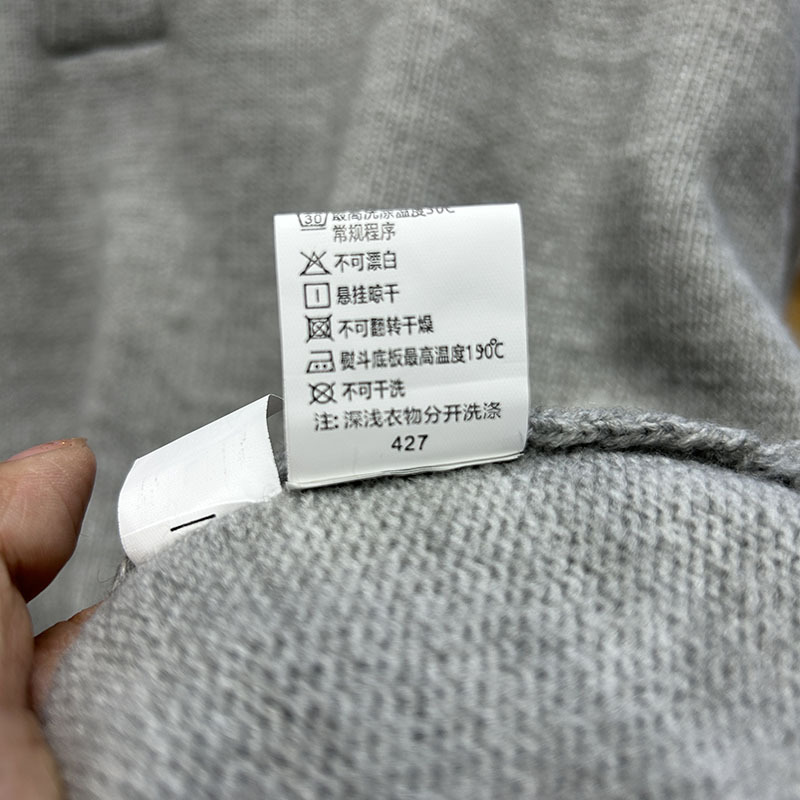 30 最高洗涤温度30℃
常规程序
不可漂白
悬挂晾干
不可翻转干燥
熨斗底板最高温度190℃
不可干洗
注: 深浅衣物分开洗涤
427